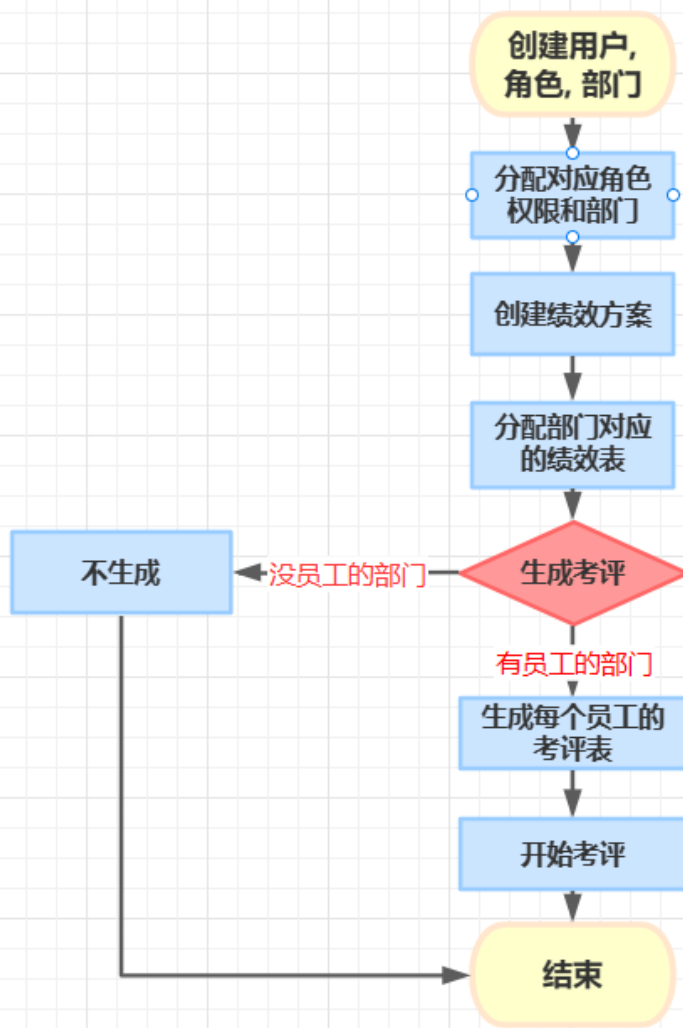 创建用户,
角色, 部门
分配对应角色
权限和部门
创建绩效方案
分配部门对应
的绩效表
不生成
没员工的部门
生成考评
有员工的部门
生成每个员工的
考评表
开始考评
结束